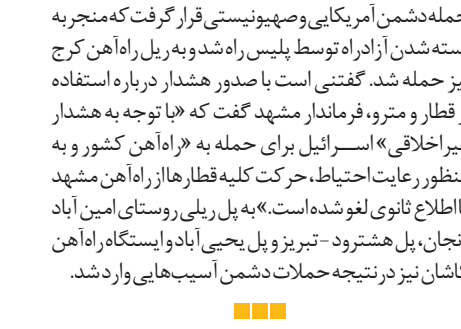 حمله دشمن آمریکایی و صهیونیستی قرار گرفت که منجر به
بسته شدن آزادراه توسط پلیس راه شد و به ریل راه‌آهن کرج
نیز حمله شد. گفتنی است با صدور هشدار درباره استفاده
قطار و مترو، فرماندار مشهد گفت که «با توجه به هشدار
غیراخلاقی» اســـرائیل برای حمله به «راه‌آهن کشور و به
منظور رعایت احتیاط، حرکت کلیه قطارها از راه‌آهن مشهد
تا اطلاع ثانوی لغو شده است.» به پل ریلی روستای امین آباد
زنجان، پل هشترود - تبریز و پل یحیی آباد و ایستگاه راه‌آهن
کاشان نیز در نتیجه حملات دشمن آسیب‌هایی وارد شد.